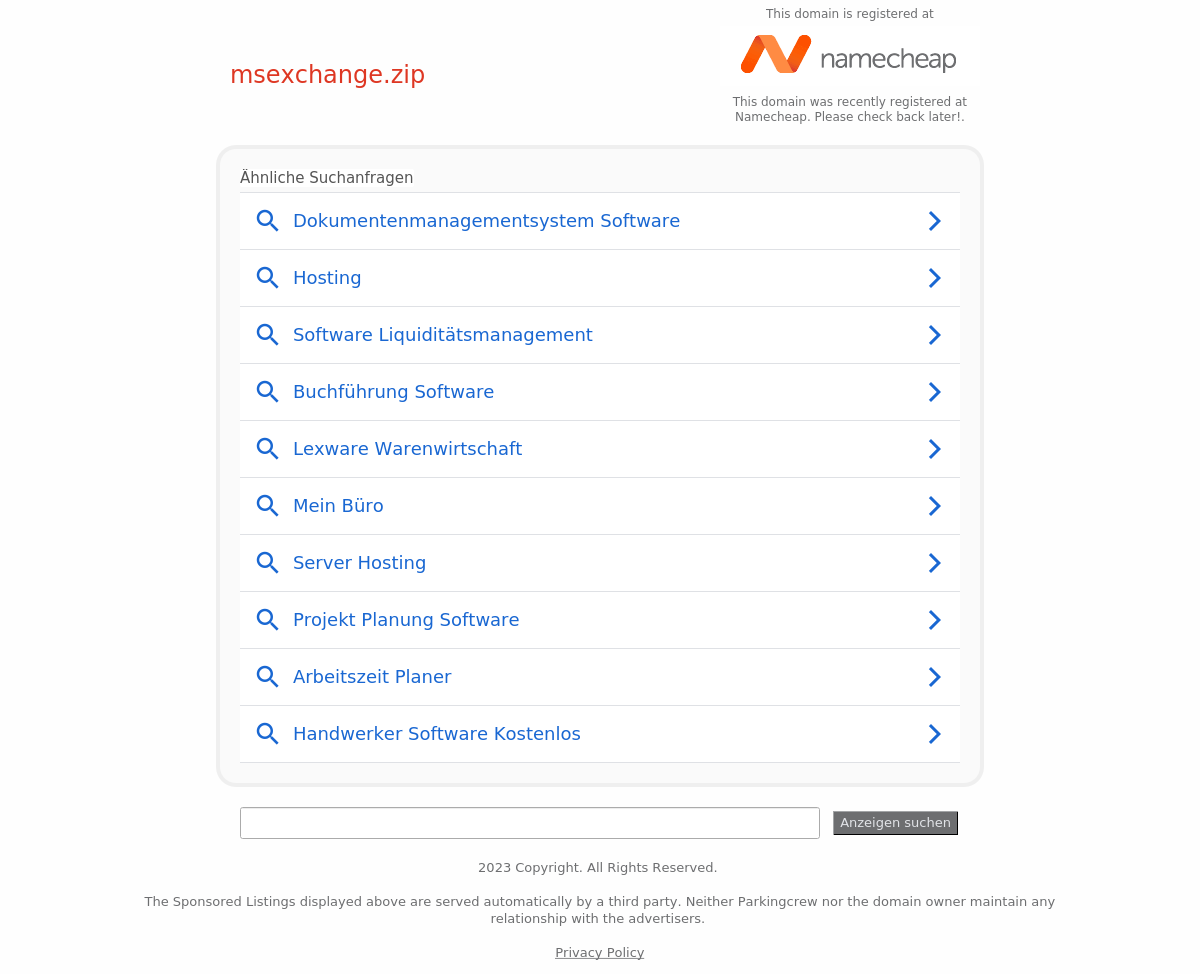 This domain is registered at
namecheap
msexchange.zip
This domain was recently registered at
Namecheap. Please check back later!.
Ähnliche Suchanfragen
Dokumentenmanagementsystem Software
Hosting
Software Liquiditätsmanagement
Buchführung Software
Lexware Warenwirtschaft
Mein Büro
Server Hosting
Projekt Planung Software
Arbeitszeit Planer
Handwerker Software Kostenlos
Anzeigen suchen
2023 Copyright. All Rights Reserved.
The Sponsored Listings displayed above are served automatically by a third party. Neither Parkingcrew nor the domain owner maintain any
relationship with the advertisers.
Privacy Policy